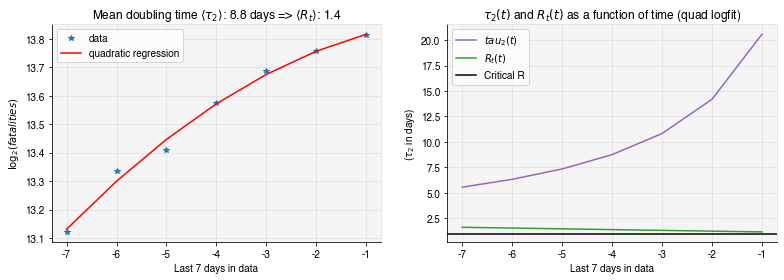 Mean doubling time ⟨τ₂⟩: 8.8 days => ⟨Rₜ⟩: 1.4
data
quadratic regression
log₂(fatalities)
13.8
13.7
13.6
13.5
13.4
13.3
13.2
13.1
-7 -6 -5 -4 -3 -2 -1
Last 7 days in data
τ₂(t) and Rₜ(t) as a function of time (quad logfit)
tau₂(t)
Rₜ(t)
Critical R
(τ₂ in days)
20.0
17.5
15.0
12.5
10.0
7.5
5.0
2.5
-7 -6 -5 -4 -3 -2 -1
Last 7 days in data